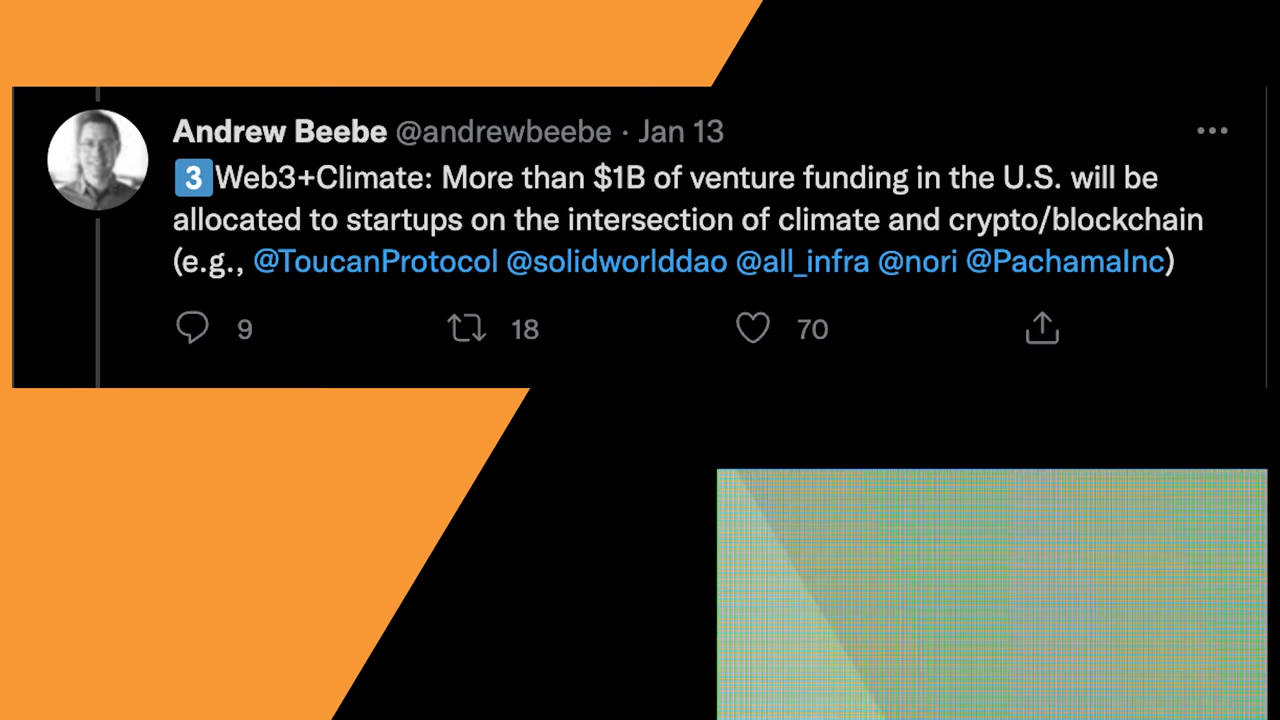 Andrew Beebe @andrewbeebe · Jan 13
3️⃣Web3+Climate: More than $1B of venture funding in the U.S. will be
allocated to startups on the intersection of climate and crypto/blockchain
(e.g., @ToucanProtocol @solidworlddao @all_infra @nori @PachamaInc)
9 18 70